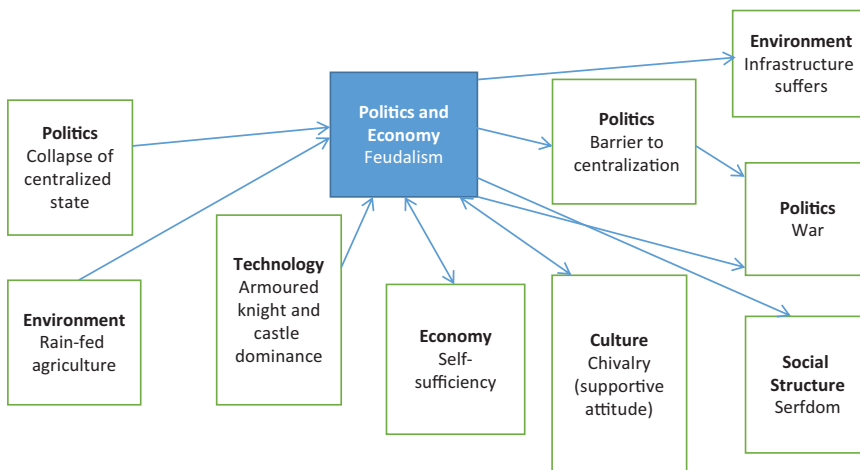 Politics
Collapse of
centralized
state
Environment
Rain-fed
agriculture
Technology
Armoured
knight and
castle
dominance
Politics and
Economy
Feudalism
Economy
Self-
sufficiency
Culture
Chivalry
(supportive
attitude)
Politics
Barrier to
centralization
Environment
Infrastructure
suffers
Politics
War
Social
Structure
Serfdom